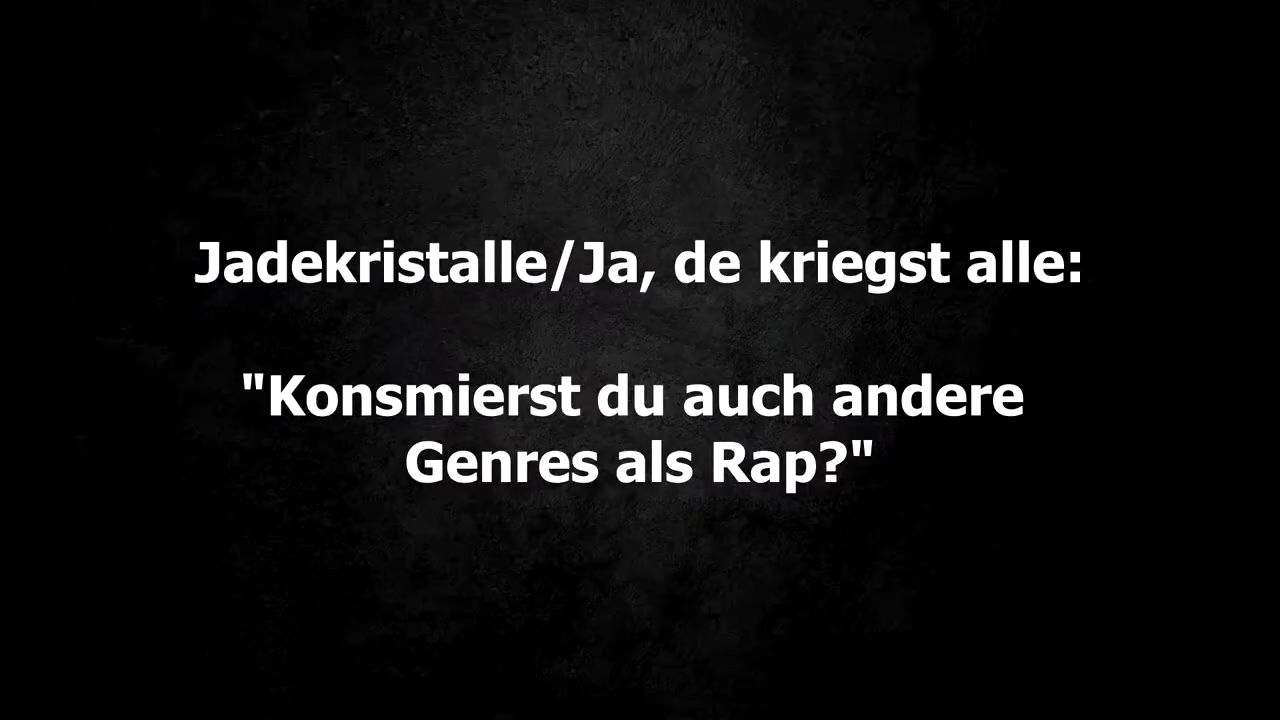 Jadekristalle/Ja, de kriegst alle:
"Konsmierst du auch andere
Genres als Rap?"